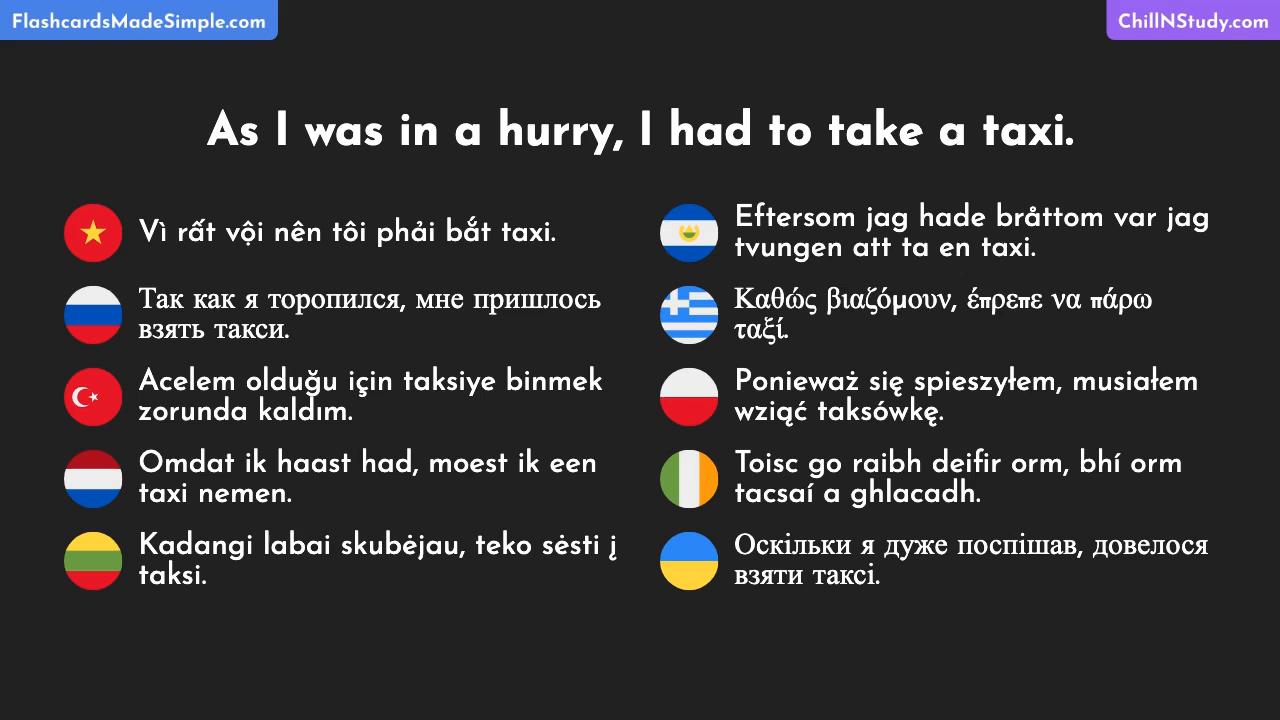 FlashcardsMadeSimple.com
ChillNStudy.com
As I was in a hurry, I had to take a taxi.
Vì rất vội nên tôi phải bắt taxi.
Так как я торопился, мне пришлось
взять такси.
Acelem olduğu için taksiye binmek
zorunda kaldım.
Omdat ik haast had, moest ik een
taxi nemen.
Kadangi labai skubėjau, teko sėsti į
taksi.
Eftersom jag hade bråttom var jag
tvungen att ta en taxi.
Καθώς βιαζόμουν, έπρεπε να πάρω
ταξί.
Ponieważ się spieszyłem, musiałem
wziąć taksówkę.
Toisc go raibh deifir orm, bhí orm
tacsaí a ghlacadh.
Оскільки я дуже поспішав, довелося
взяти таксі.